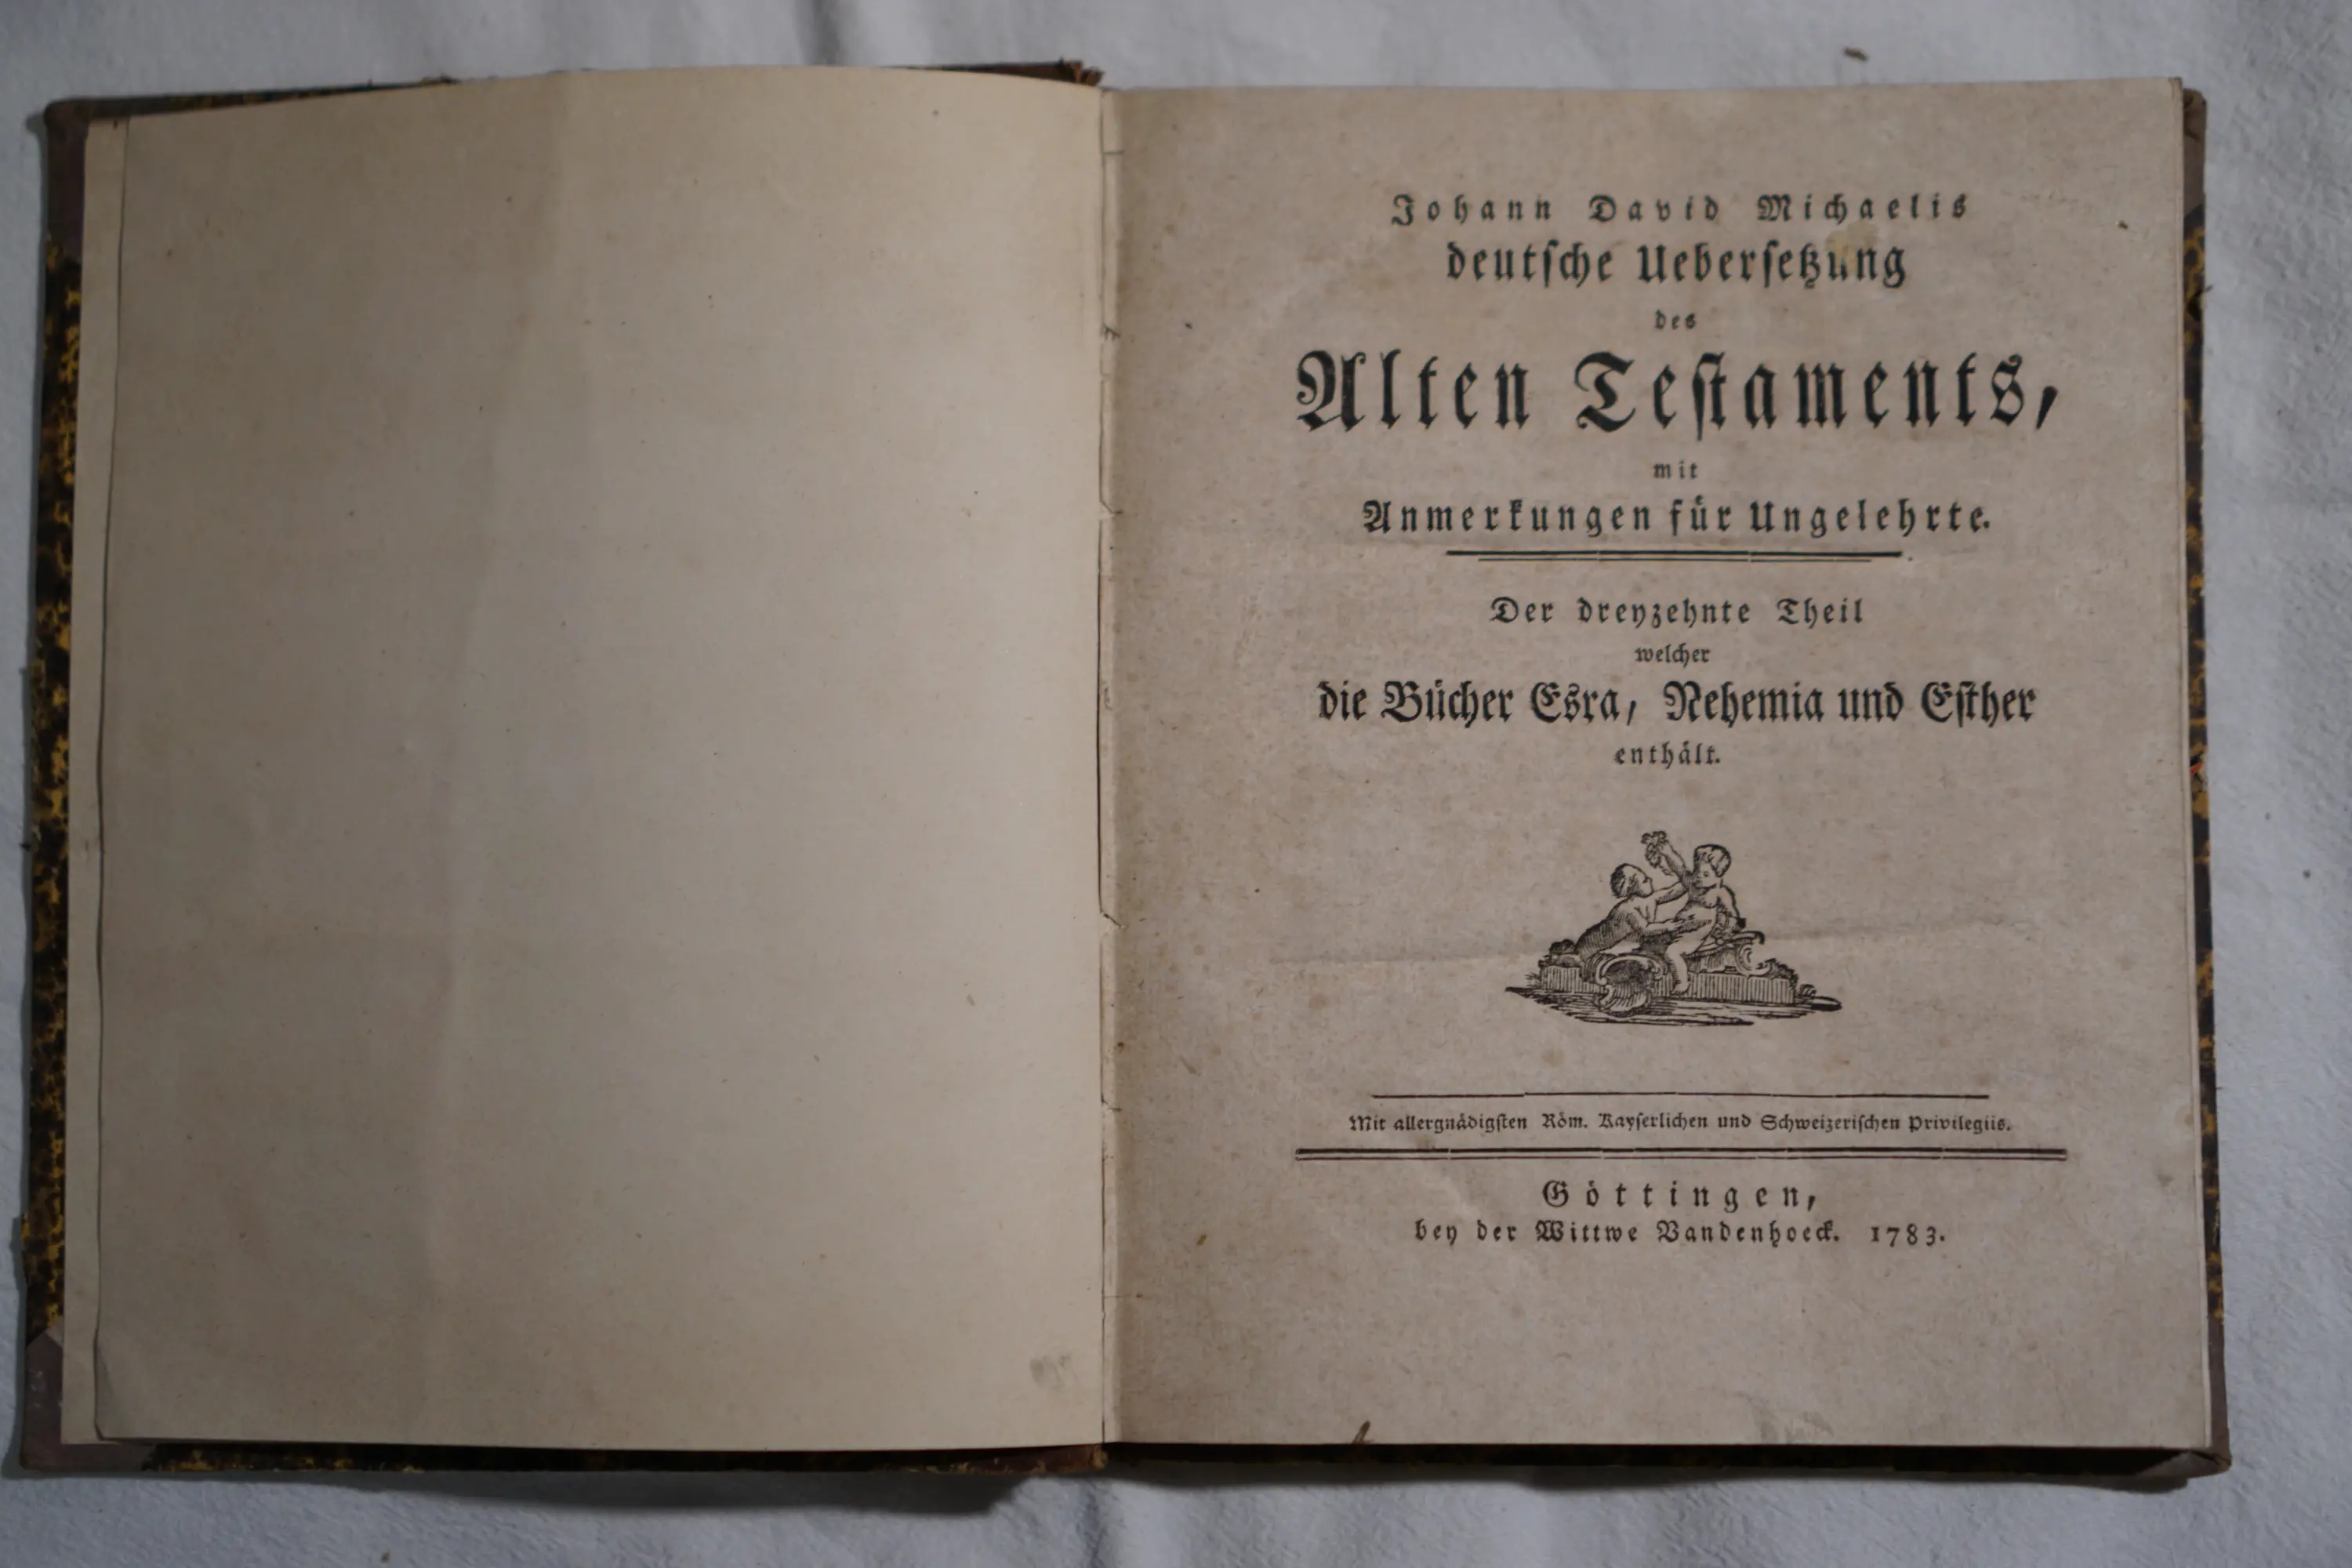 Johann David Michaelis
deutſche Ueberſetzung
des
Alten Teſtaments,
mit
Anmerkungen für Ungelehrte.
Der dreyzehnte Theil
welcher
die Bücher Esra, Nehemia und Eſther
enthält.
Mit allergnädigſten Röm. Kayſerlichen und Schweizeriſchen Privilegiis.
Göttingen,
bey der Wittwe Vandenhoeck. 1783.